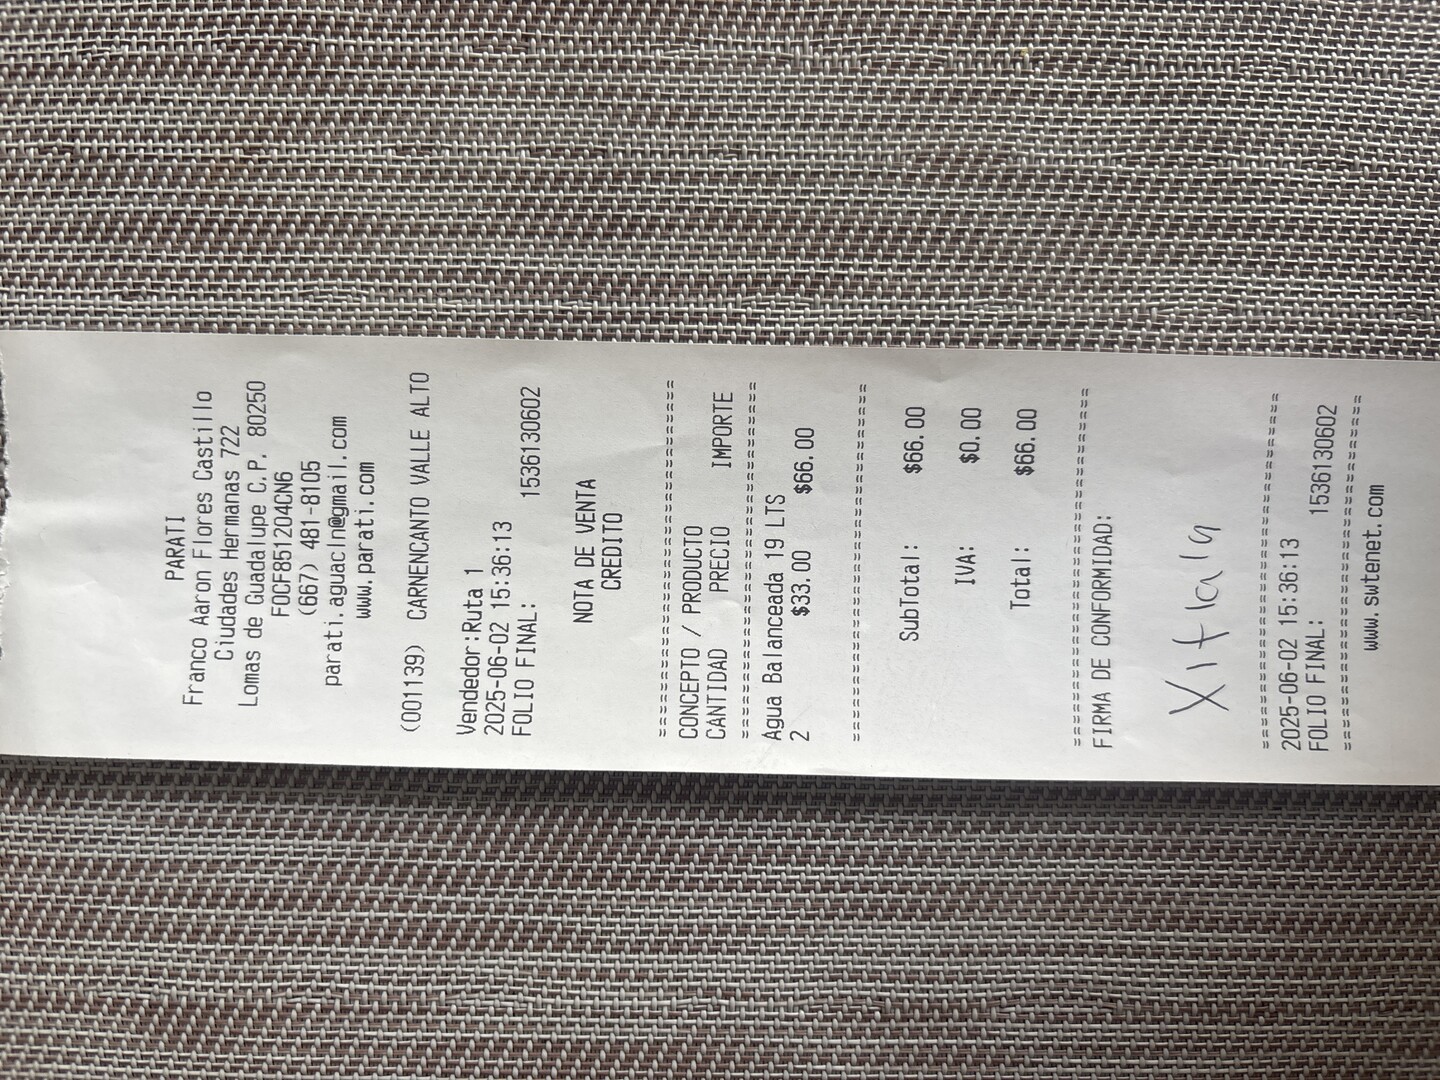 PARATI
Franco Aaron Flores Castillo
Ciudades Hermanas 722
Lomas de Guadalupe C.P. 80250
FOCF851204CN6
(667) 481-8105
parati.aguacln@gmail.com
www.parati.com
(001139) CARNENCANTO VALLE ALTO
Vendedor:Ruta 1
2025-06-02 15:36:13
FOLIO FINAL: 1536130602
NOTA DE VENTA
CREDITO
================================
CONCEPTO / PRODUCTO
CANTIDAD PRECIO IMPORTE
================================
Agua Balanceada 19 LTS
2 $33.00 $66.00
================================
SubTotal: $66.00
IVA: $0.00
Total: $66.00
================================
FIRMA DE CONFORMIDAD:
Xitlala
================================
2025-06-02 15:36:13
FOLIO FINAL: 1536130602
================================
www.swtenet.com